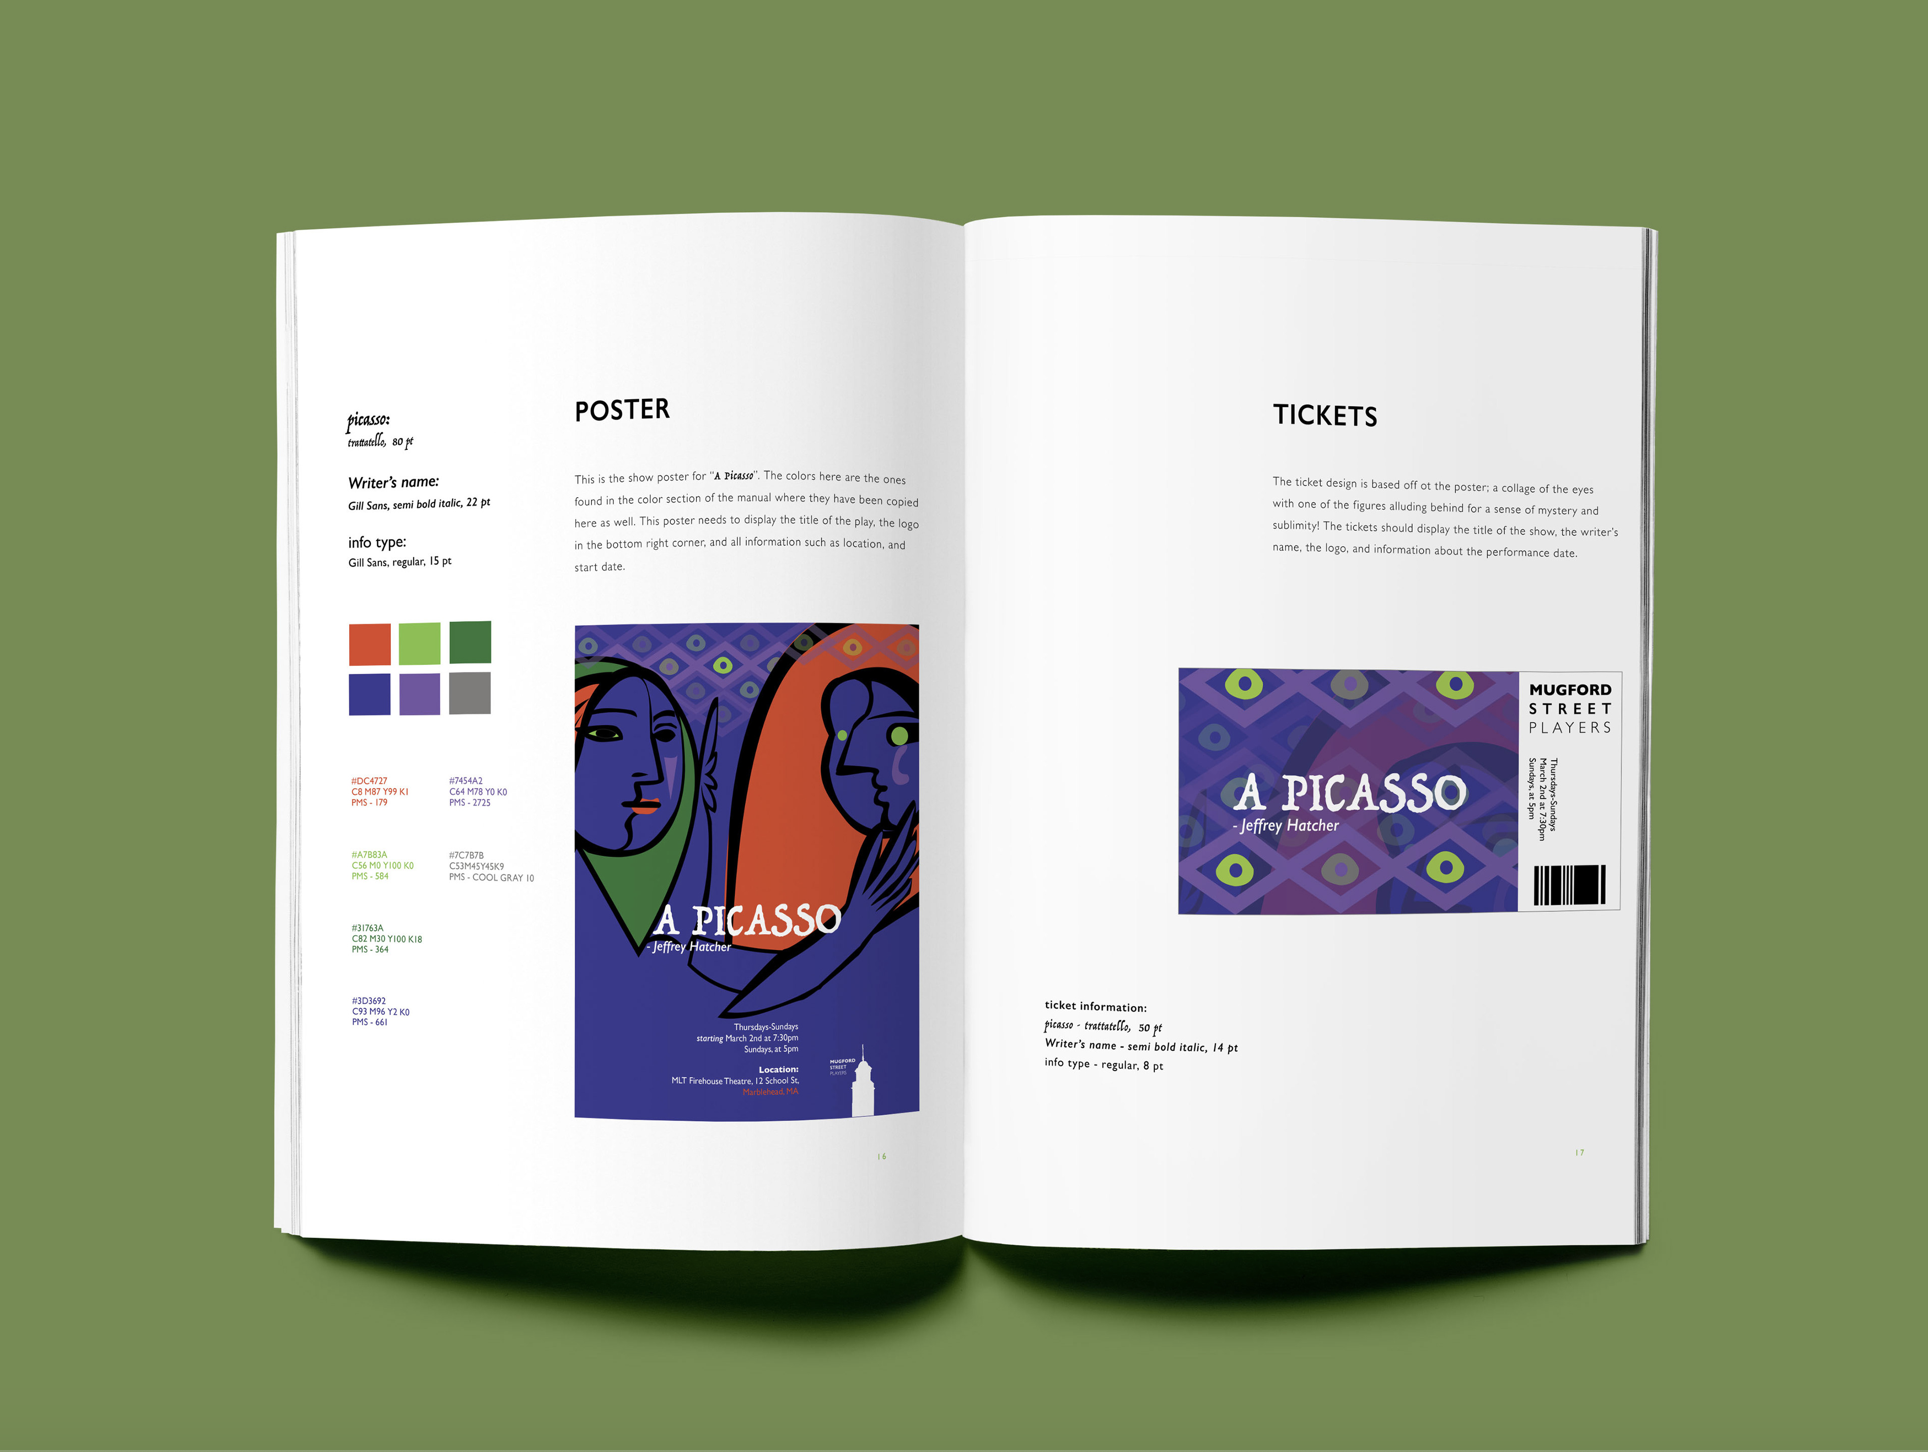 picasso:
trattatello, 80 pt
Writer's name:
Gill Sans, semi bold italic, 22 pt
info type:
Gill Sans, regular, 15 pt
#DC4727
C8 M87 Y99 K1
PMS - 179
#7454A2
C64 M78 Y0 K0
PMS - 2725
#A7B83A
C56 M0 Y100 K0
PMS - 584
#7C7B7B
C53M45Y45K9
PMS - COOL GRAY 10
#31763A
C82 M30 Y100 K18
PMS - 364
#3D3692
C93 M96 Y2 K0
PMS - 661
POSTER
This is the show poster for "A Picasso". The colors here are the ones
found in the color section of the manual where they have been copied
here as well. This poster needs to display the title of the play, the logo
in the bottom right corner, and all information such as location, and
start date.
A PICASSO
- Jeffrey Hatcher
Thursdays-Sundays
starting March 2nd at 7:30pm
Sundays, at 5pm
Location:
MLT Firehouse Theatre, 12 School St,
Marblehead, MA
MUGFORD
STREET
PLAYERS
16
TICKETS
The ticket design is based off ot the poster; a collage of the eyes
with one of the figures alluding behind for a sense of mystery and
sublimity! The tickets should display the title of the show, the writer's
name, the logo, and information about the performance date.
A PICASSO
- Jeffrey Hatcher
MUGFORD
STREET
PLAYERS
Thursdays-Sundays
March 2nd at 7:30pm
Sundays, at 5pm
ticket information:
picasso - trattatello, 50 pt
Writer's name - semi bold italic, 14 pt
info type - regular, 8 pt
17